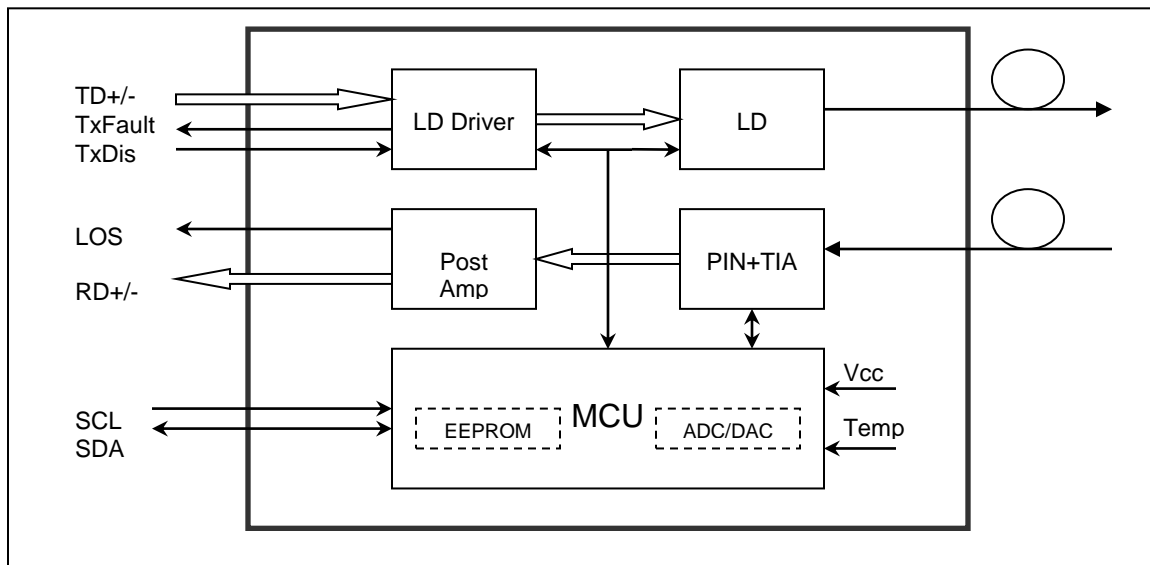 TD+/-
TxFault
TxDis
LD Driver
LD
LOS
RD+/-
Post
Amp
PIN+TIA
SCL
SDA
MCU
EEPROM
ADC/DAC
Vcc
Temp